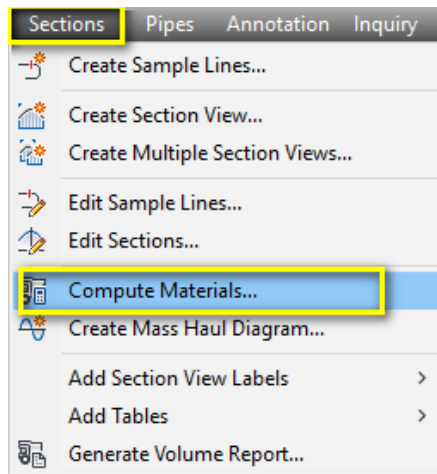 Sections Pipes Annotation Inquiry
Create Sample Lines...
Create Section View...
Create Multiple Section Views...
Edit Sample Lines...
Edit Sections...
Compute Materials...
Create Mass Haul Diagram...
Add Section View Labels >
Add Tables >
Generate Volume Report...